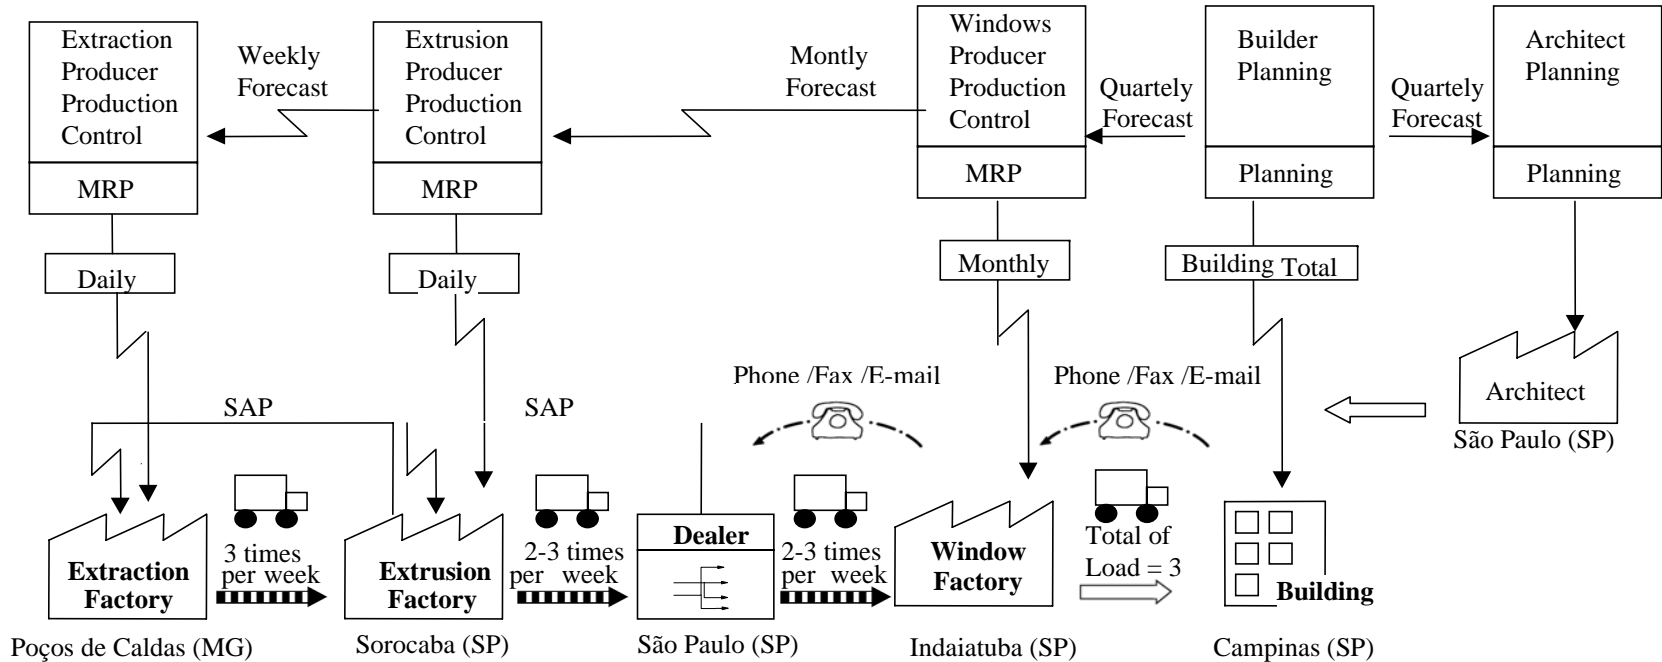 Extraction
Producer
Production
Control
MRP
Daily
Weekly
Forecast
Extrusion
Producer
Production
Control
MRP
Daily
Montly
Forecast
Windows
Producer
Production
Control
MRP
Monthly
Quartely
Forecast
Builder
Planning
Planning
Building Total
Quartely
Forecast
Architect
Planning
Planning
Phone /Fax /E-mail
Phone /Fax /E-mail
SAP
SAP
Architect
São Paulo (SP)
Extraction
Factory
Poços de Caldas (MG)
3 times
per week
Extrusion
Factory
Sorocaba (SP)
2-3 times
per week
Dealer
São Paulo (SP)
2-3 times
per week
Window
Factory
Indaiatuba (SP)
Total of
Load = 3
Building
Campinas (SP)